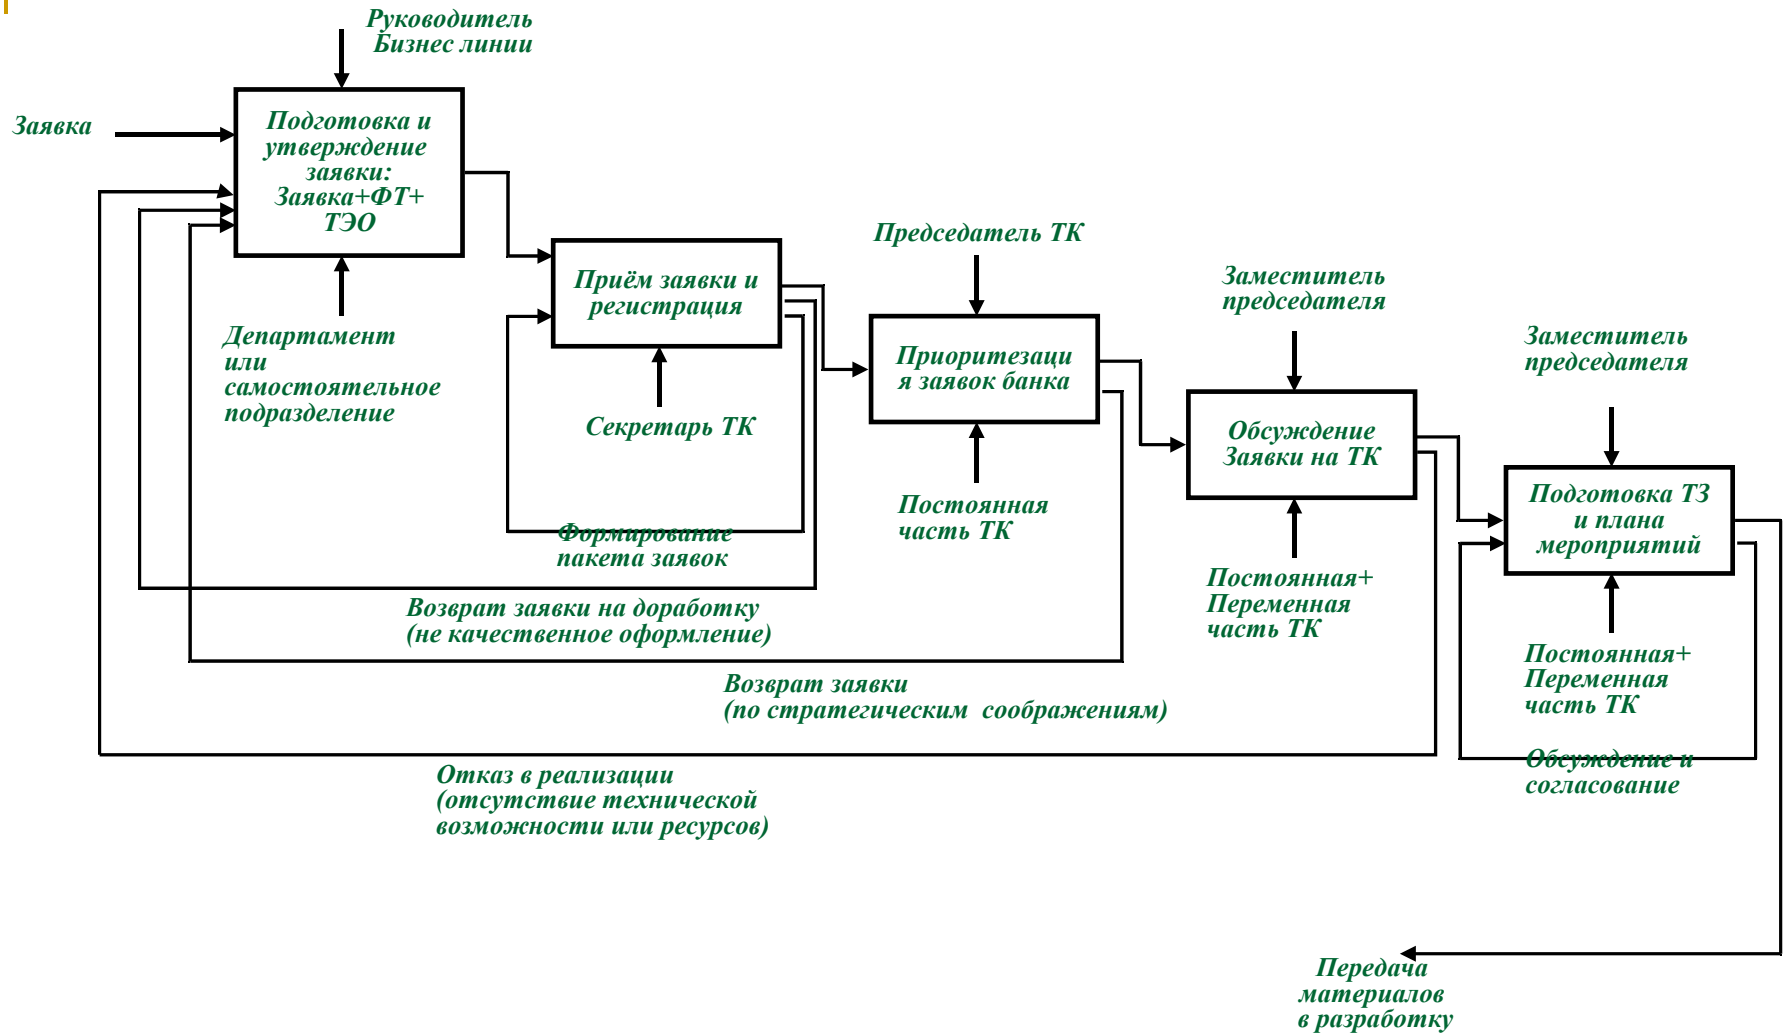 Руководитель
Бизнес линии
Заявка
Подготовка и
утверждение
заявки:
Заявка+ФТ+
ТЭО
Департамент
или
самостоятельное
подразделение
Приём заявки и
регистрация
Секретарь ТК
Формирование
пакета заявок
Председатель ТК
Приоритезаци
я заявок банка
Постоянная
часть ТК
Заместитель
председателя
Обсуждение
Заявки на ТК
Постоянная+
Переменная
часть ТК
Заместитель
председателя
Подготовка ТЗ
и плана
мероприятий
Постоянная+
Переменная
часть ТК
Обсуждение и
согласование
Возврат заявки на доработку
(не качественное оформление)
Возврат заявки
(по стратегическим  соображениям)
Отказ в реализации
(отсутствие технической
возможности или ресурсов)
Передача
материалов
в разработку